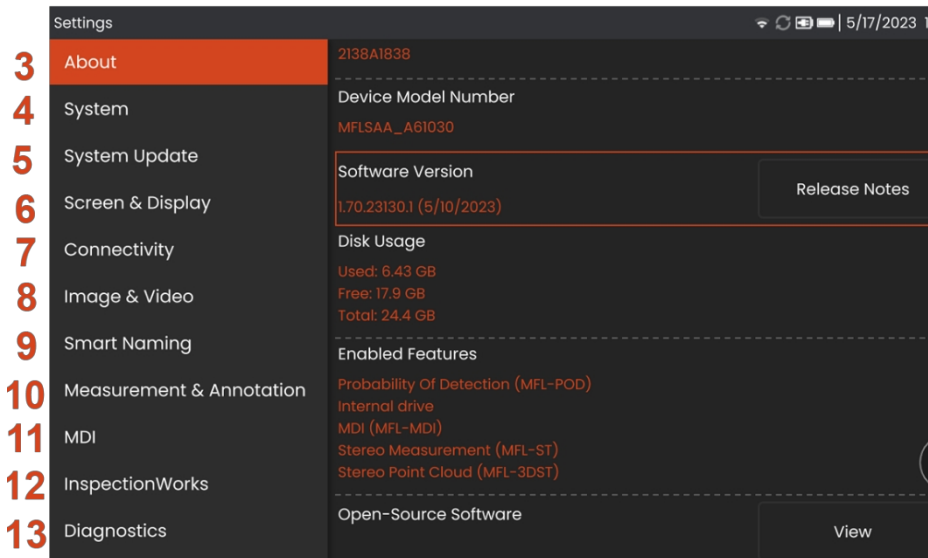 Settings
5/17/2023 1
3 About
4 System
5 System Update
6 Screen & Display
7 Connectivity
8 Image & Video
9 Smart Naming
10 Measurement & Annotation
11 MDI
12 InspectionWorks
13 Diagnostics
2138A1838
Device Model Number
MFLSAA_A61030
Software Version
1.70.23130.1 (5/10/2023)
Release Notes
Disk Usage
Used: 6.43 GB
Free: 17.9 GB
Total: 24.4 GB
Enabled Features
Probability Of Detection (MFL-POD)
Internal drive
MDI (MFL-MDI)
Stereo Measurement (MFL-ST)
Stereo Point Cloud (MFL-3DST)
Open-Source Software
View